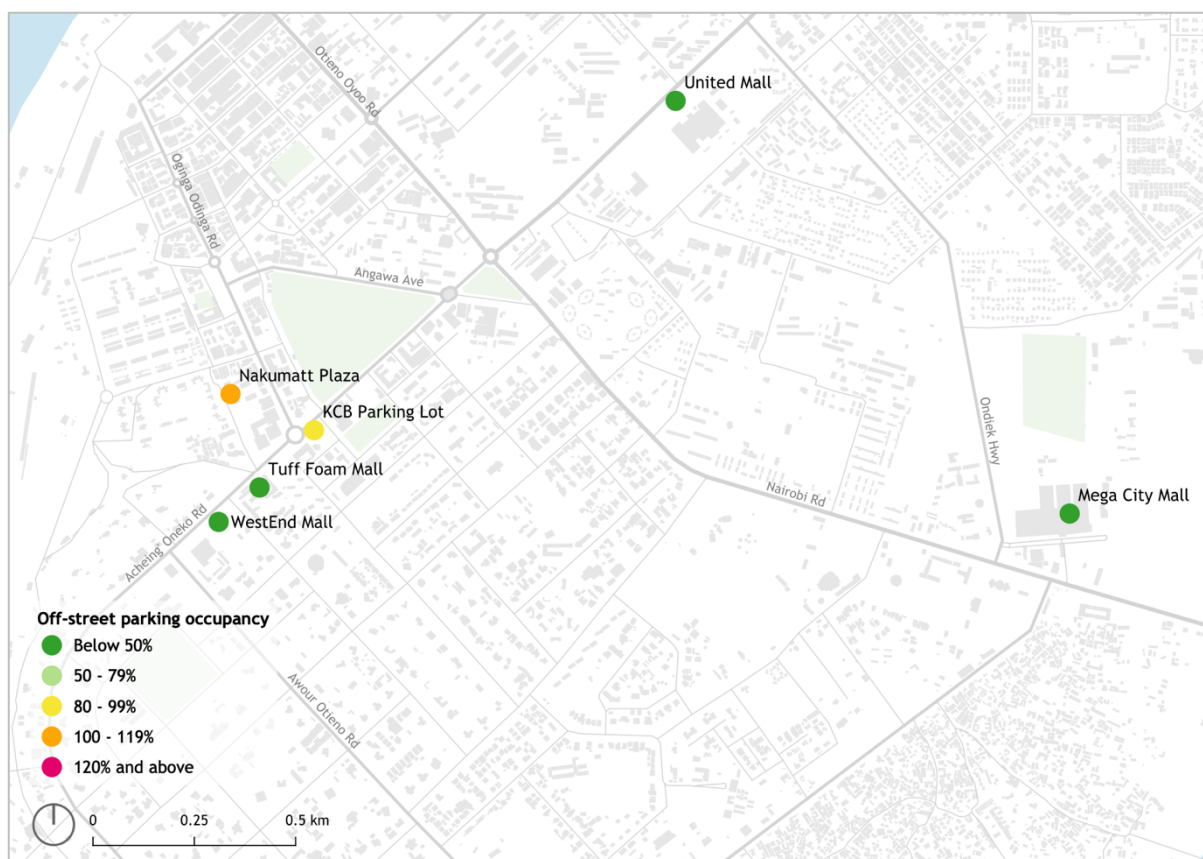 Otieno Oyoo Rd
United Mall
Oginga Odinga Rd
Angawa Ave
Nakumatt Plaza
KCB Parking Lot
Ondiek Hwy
Tuff Foam Mall
Nairobi Rd
Mega City Mall
WestEnd Mall
Acheing' Oneko Rd
Off-street parking occupancy
Below 50%
50 - 79%
80 - 99%
100 - 119%
120% and above
Awour Otieno Rd
0
0.25
0.5 km